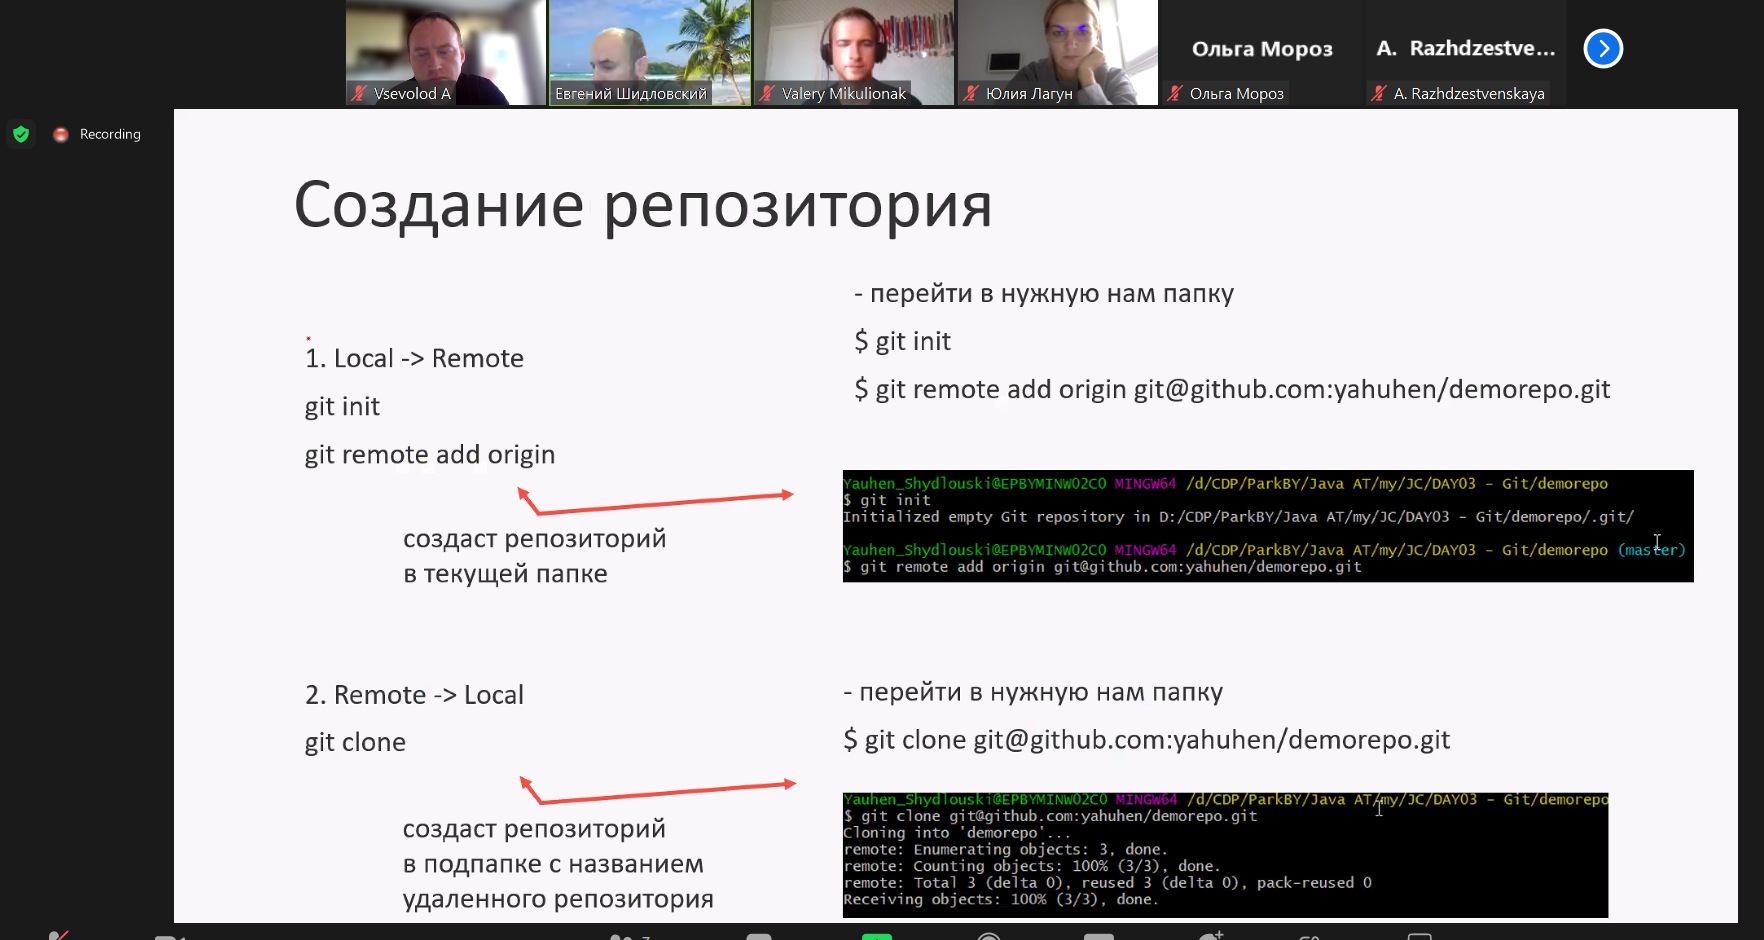 Ольга Мороз
A. Razhdzestve...
Vsevolod A
Евгений Шидловский
Valery Mikulionak
Юлия Лагун
Ольга Мороз
A. Razhdzestvenskaya
Recording
Создание репозитория
- перейти в нужную нам папку
$ git init
$ git remote add origin git@github.com:yahuhen/demorepo.git
1. Local -> Remote
git init
git remote add origin
создаст репозиторий
в текущей папке
Yauhen_Shydlouski@EPBYMINW02C0 MINGW64 /d/CDP/ParkBY/Java AT/my/JC/DAY03 - Git/demorepo
$ git init
Initialized empty Git repository in D:/CDP/ParkBY/Java AT/my/JC/DAY03 - Git/demorepo/.git/
Yauhen_Shydlouski@EPBYMINW02C0 MINGW64 /d/CDP/ParkBY/Java AT/my/JC/DAY03 - Git/demorepo (master)
$ git remote add origin git@github.com:yahuhen/demorepo.git
2. Remote -> Local
git clone
создаст репозиторий
в подпапке с названием
удаленного репозитория
- перейти в нужную нам папку
$ git clone git@github.com:yahuhen/demorepo.git
Yauhen_Shydlouski@EPBYMINW02C0 MINGW64 /d/CDP/ParkBY/Java AT/my/JC/DAY03 - Git/demorepo
$ git clone git@github.com:yahuhen/demorepo.git
Cloning into 'demorepo'...
remote: Enumerating objects: 3, done.
remote: Counting objects: 100% (3/3), done.
remote: Total 3 (delta 0), reused 3 (delta 0), pack-reused 0
Receiving objects: 100% (3/3), done.